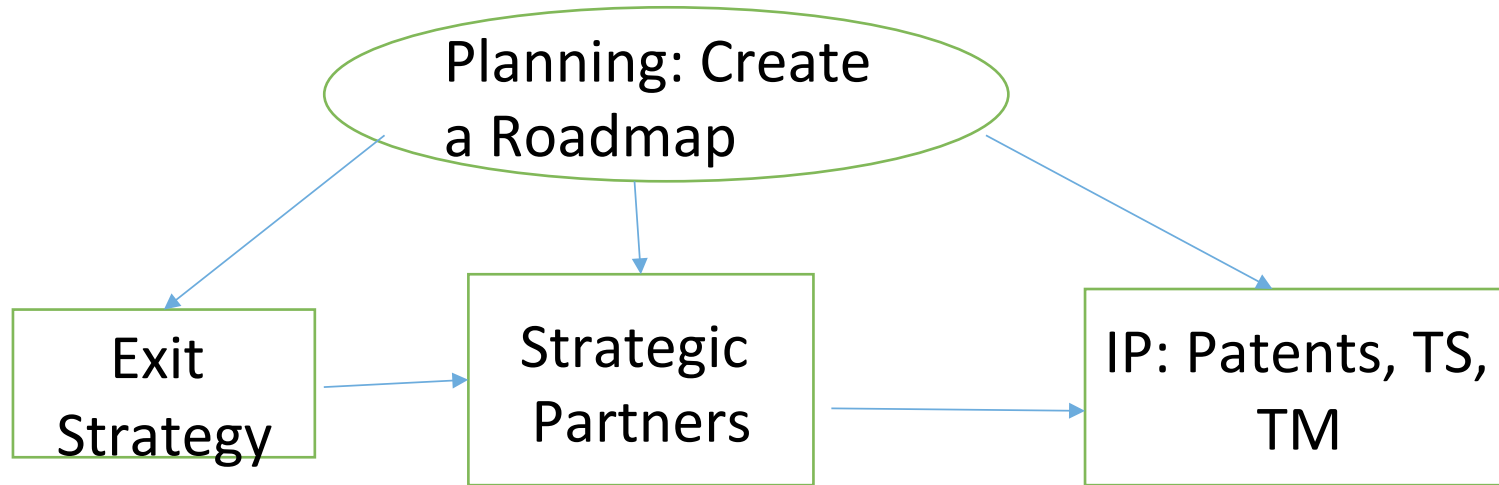 Planning: Create
a Roadmap
Exit
Strategy
Strategic
Partners
IP: Patents, TS,
TM